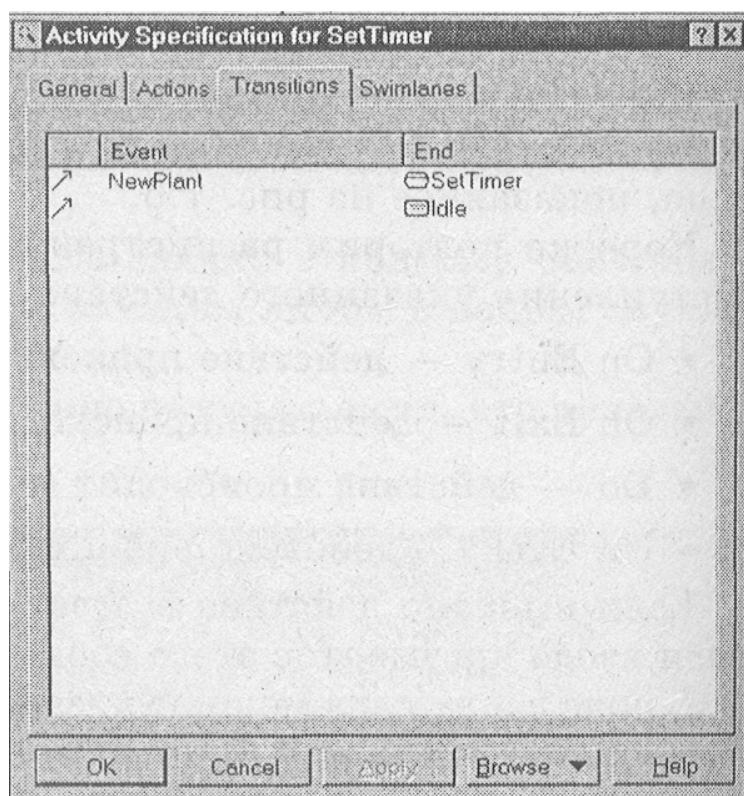 Activity Specification for SetTimer
General Actions Transitions Swimlanes
Event End
NewPlant SetTimer
Idle
OK Cancel Apply Browse Help